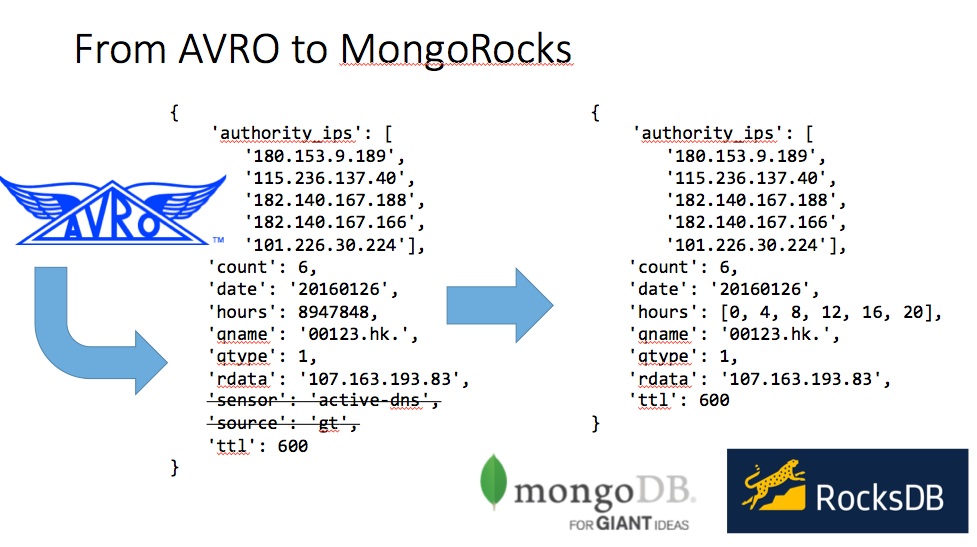 From AVRO to MongoRocks
{
'authority_ips': [
'180.153.9.189',
'115.236.137.40',
'182.140.167.188',
'182.140.167.166',
'101.226.30.224'],
'count': 6,
'date': '20160126',
'hours': 8947848,
'qname': '00123.hk.',
'qtype': 1,
'rdata': '107.163.193.83',
'sensor': 'active-dns',
'source': 'gt',
'ttl': 600
}
AVRO™
{
'authority_ips': [
'180.153.9.189',
'115.236.137.40',
'182.140.167.188',
'182.140.167.166',
'101.226.30.224'],
'count': 6,
'date': '20160126',
'hours': [0, 4, 8, 12, 16, 20],
'qname': '00123.hk.',
'qtype': 1,
'rdata': '107.163.193.83',
'ttl': 600
}
mongoDB®
FOR GIANT IDEAS
RocksDB